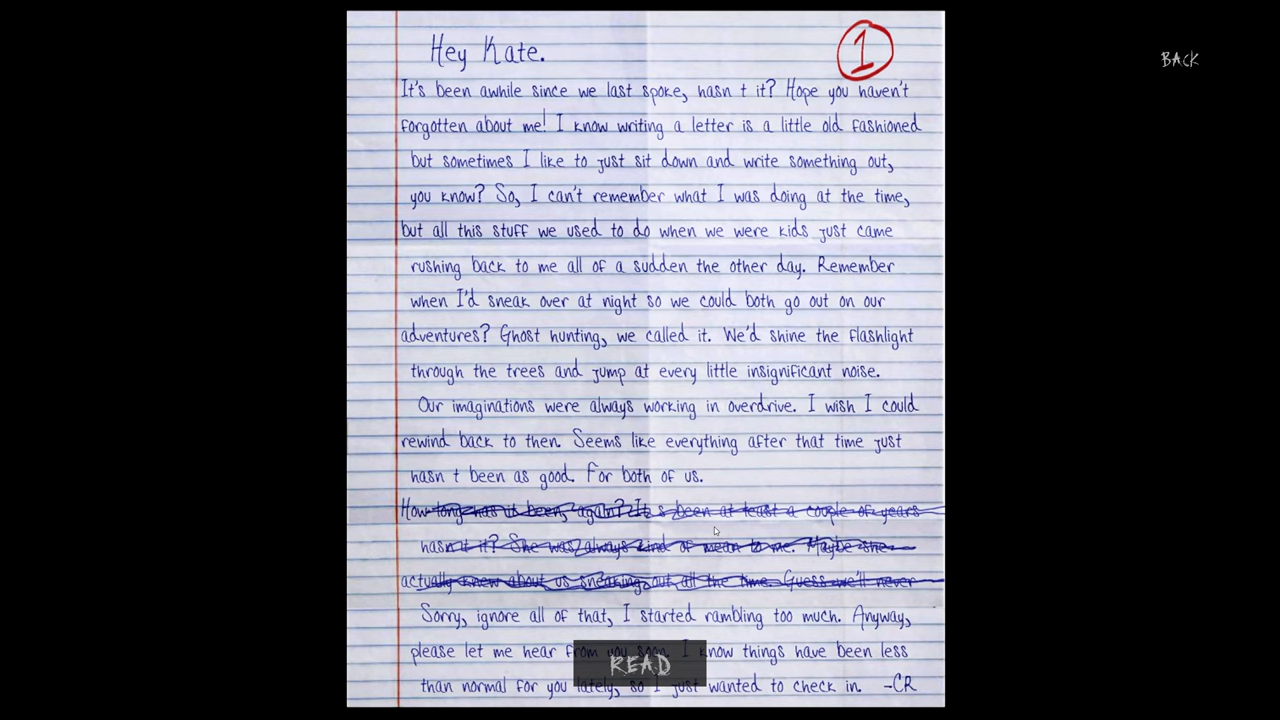 Hey Kate.
1
BACK
It's been awhile since we last spoke, hasn t it? Hope you haven't
forgotten about me! I know writing a letter is a little old fashioned
but sometimes I like to just sit down and write something out,
you know? So, I can't remember what I was doing at the time,
but all this stuff we used to do when we were kids just came
rushing back to me all of a sudden the other day. Remember
when I'd sneak over at night so we could both go out on our
adventures? Ghost hunting, we called it. We'd shine the flashlight
through the trees and jump at every little insignificant noise.
Our imaginations were always working in overdrive. I wish I could
rewind back to then. Seems like everything after that time just
hasn t been as good. For both of us.
How long has it been, again? It s been at least a couple of years
hasn t it? She was always kind of mean to me. Maybe she
actually knew about us sneaking out all the time. Guess we'll never
Sorry, ignore all of that, I started rambling too much. Anyway,
please let me hear from you soon. I know things have been less
READ
than normal for you lately, so I just wanted to check in. -CR